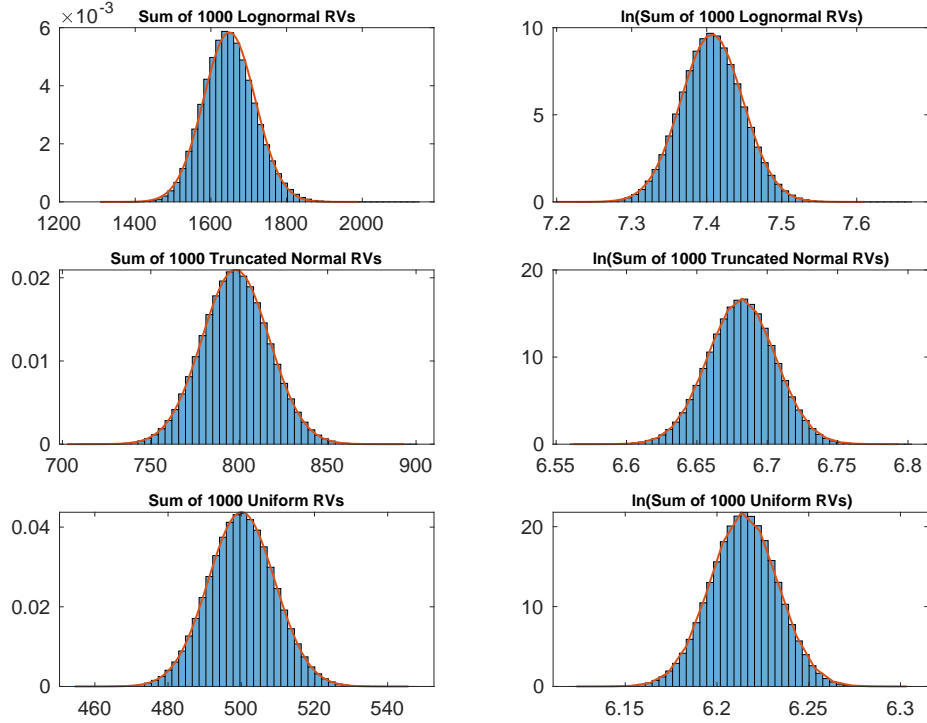 Sum of 1000 Lognormal RVs
×10⁻³
6
4
2
0
1200 1400 1600 1800 2000
ln(Sum of 1000 Lognormal RVs)
10
5
0
7.2 7.3 7.4 7.5 7.6
Sum of 1000 Truncated Normal RVs
0.02
0.01
0
700 750 800 850 900
ln(Sum of 1000 Truncated Normal RVs)
20
10
0
6.55 6.6 6.65 6.7 6.75 6.8
Sum of 1000 Uniform RVs
0.04
0.02
0
460 480 500 520 540
ln(Sum of 1000 Uniform RVs)
20
10
0
6.15 6.2 6.25 6.3